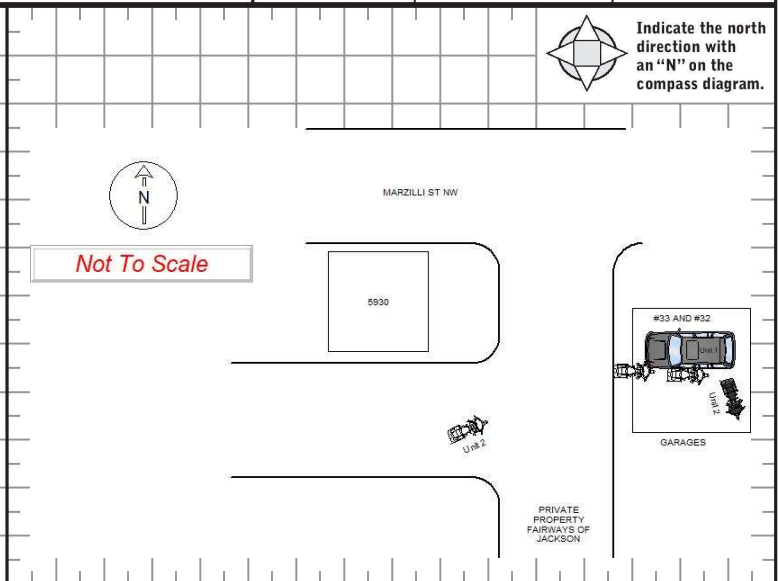 Indicate the north
direction with
an “N” on the
compass diagram.
N
MARZILLI ST NW
Not To Scale
5930
#33 AND #32
Unit 1
Unit 2
GARAGES
Unit 2
PRIVATE
PROPERTY
FAIRWAYS OF
JACKSON